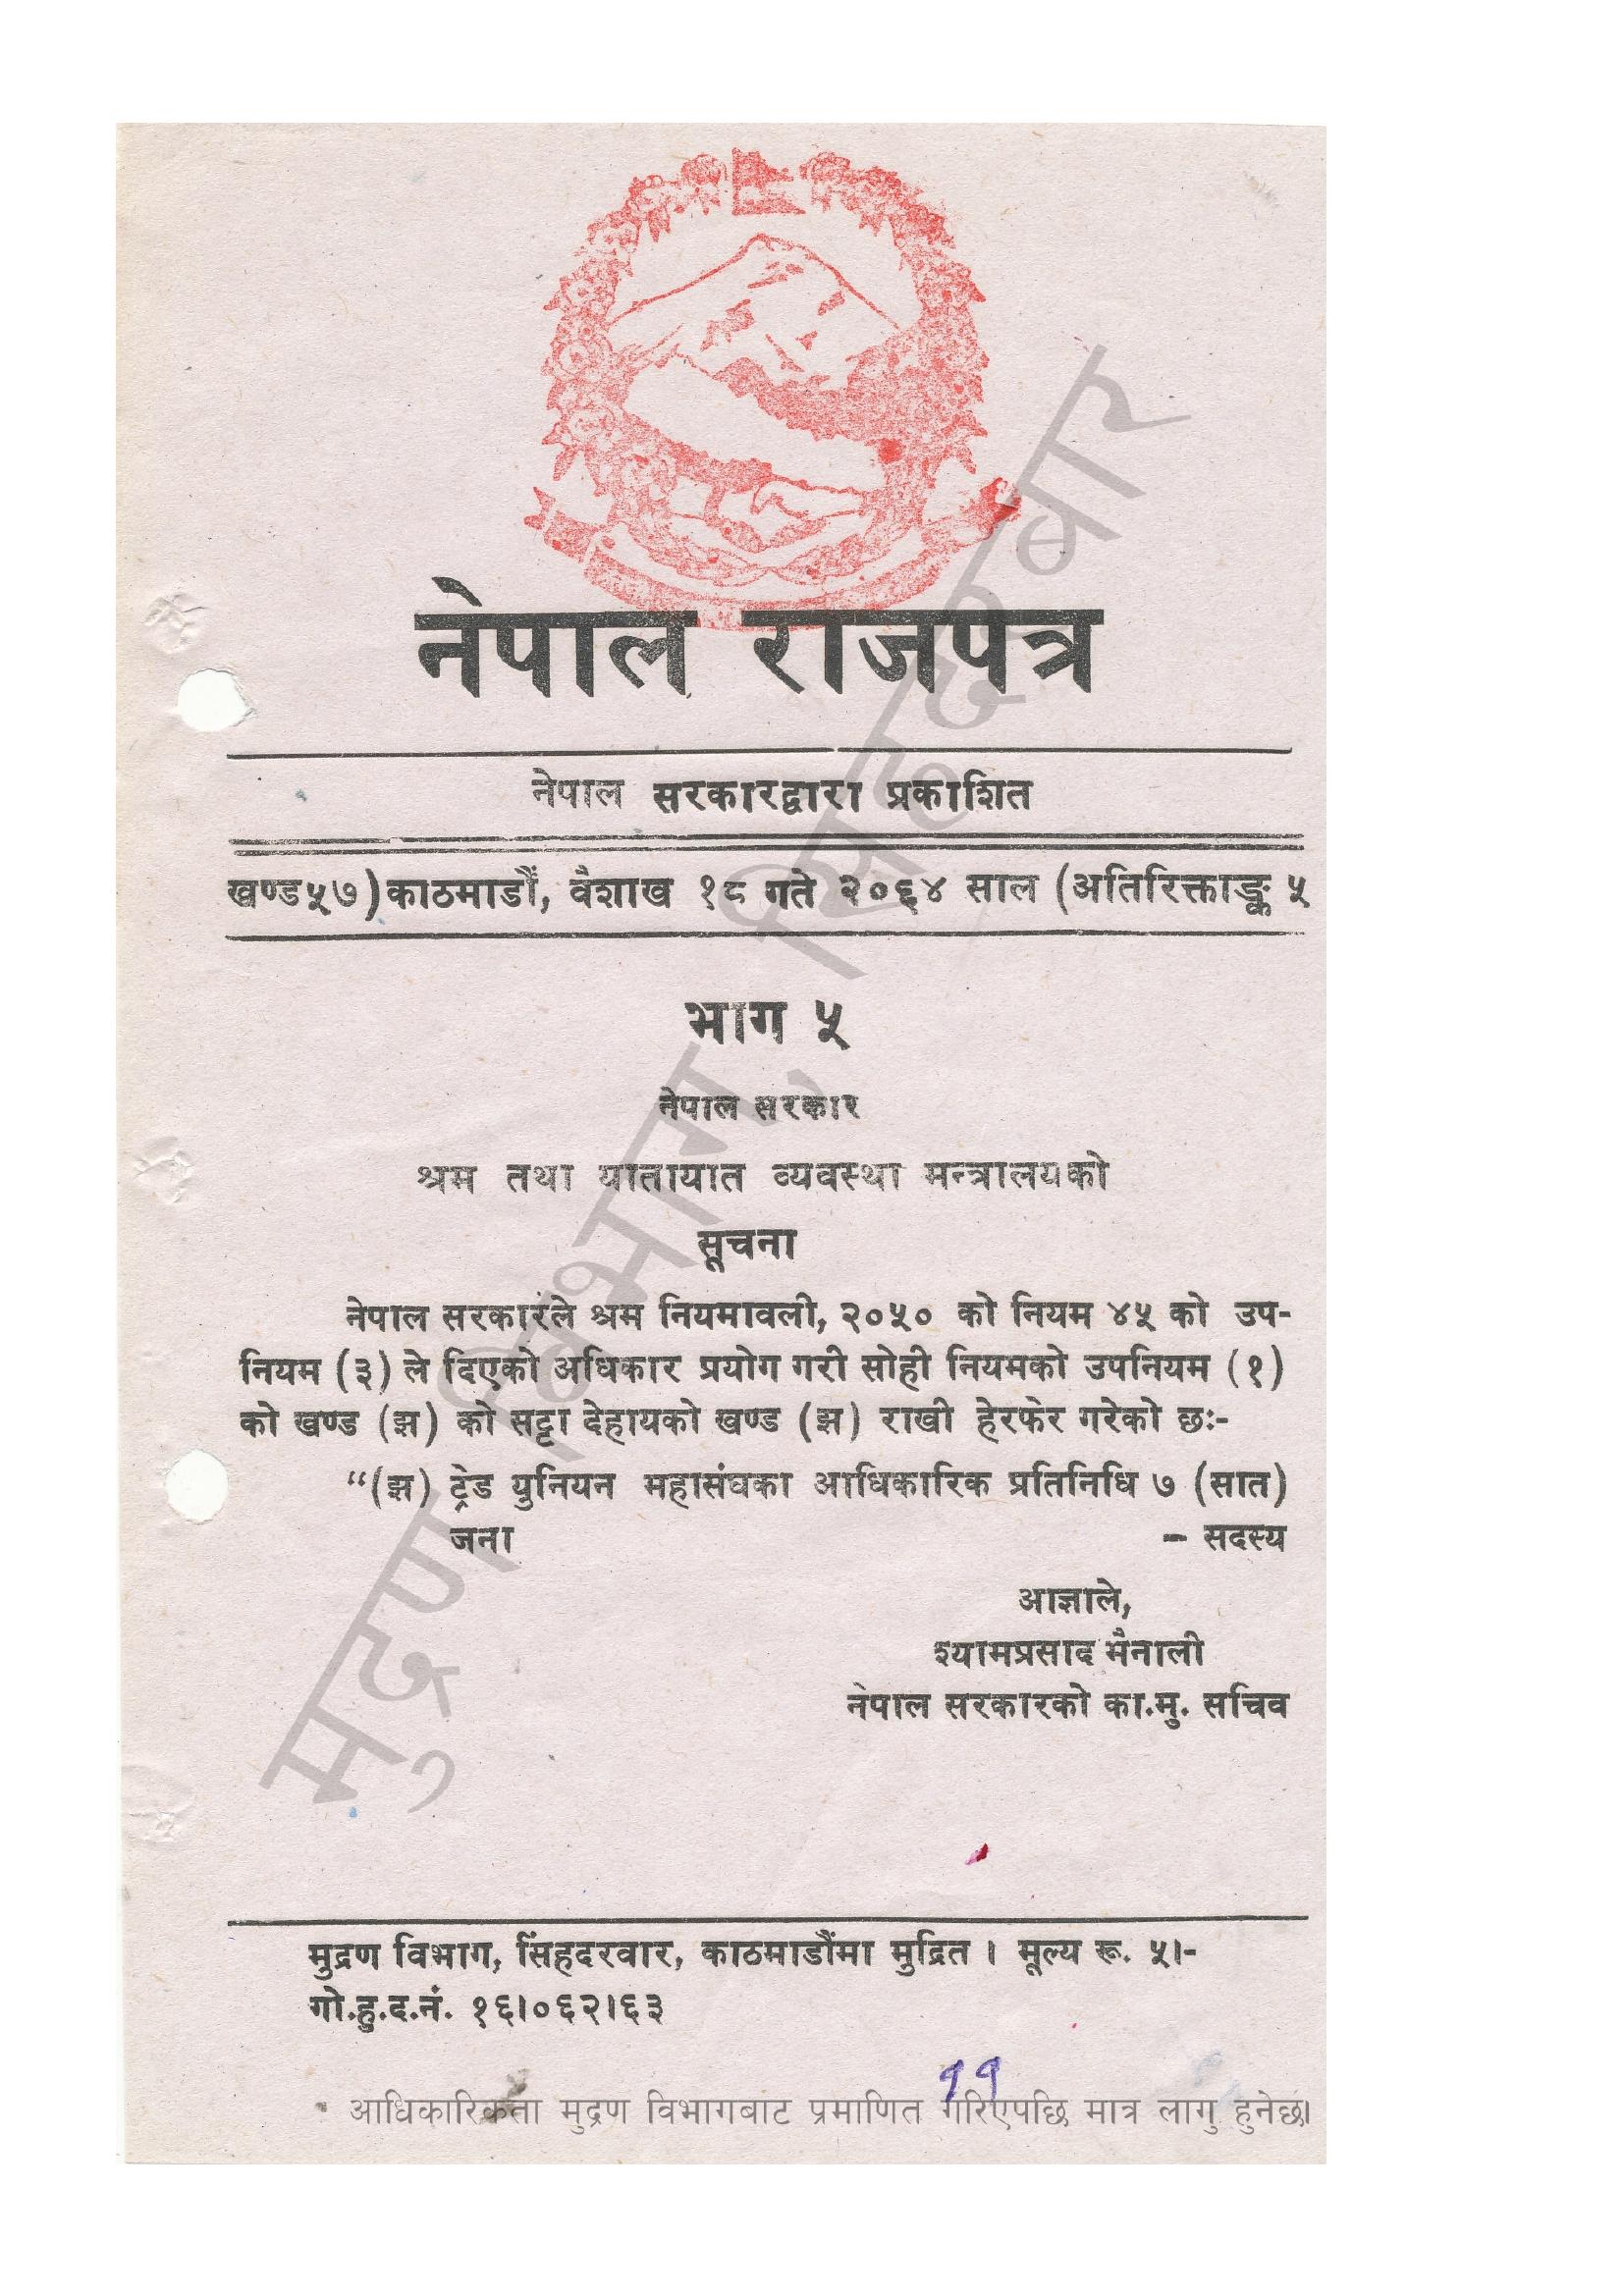 नेपाल राजपत्र
नेपाल सरकारद्वारा प्रकाशित
खण्ड५७) काठमाडौं, वैशाख १८ गते २०६४ साल (अतिरिक्ताङ्क ५
भाग ५
नेपाल सरकार
श्रम तथा यातायात व्यवस्था मन्त्रालयको
सूचना
नेपाल सरकारले श्रम नियमावली, २०५० को नियम ४५ को उप-
नियम (३) ले दिएको अधिकार प्रयोग गरी सोही नियमको उपनियम (१)
को खण्ड (झ) को सट्टा देहायको खण्ड (झ) राखी हेरफेर गरेको छः-
“(झ) ट्रेड युनियन महासंघका आधिकारिक प्रतिनिधि ७ (सात)
जना – सदस्य
आज्ञाले,
श्यामप्रसाद मैनाली
नेपाल सरकारको का.मु. सचिव
मुद्रण विभाग, सिंहदरबार
मुद्रण विभाग, सिंहदरवार, काठमाडौंमा मुद्रित । मूल्य रू. ५।-
गो.हु.द.नं. १६।०६२।६३
११
आधिकारिकता मुद्रण विभागबाट प्रमाणित गरिएपछि मात्र लागु हुनेछ।